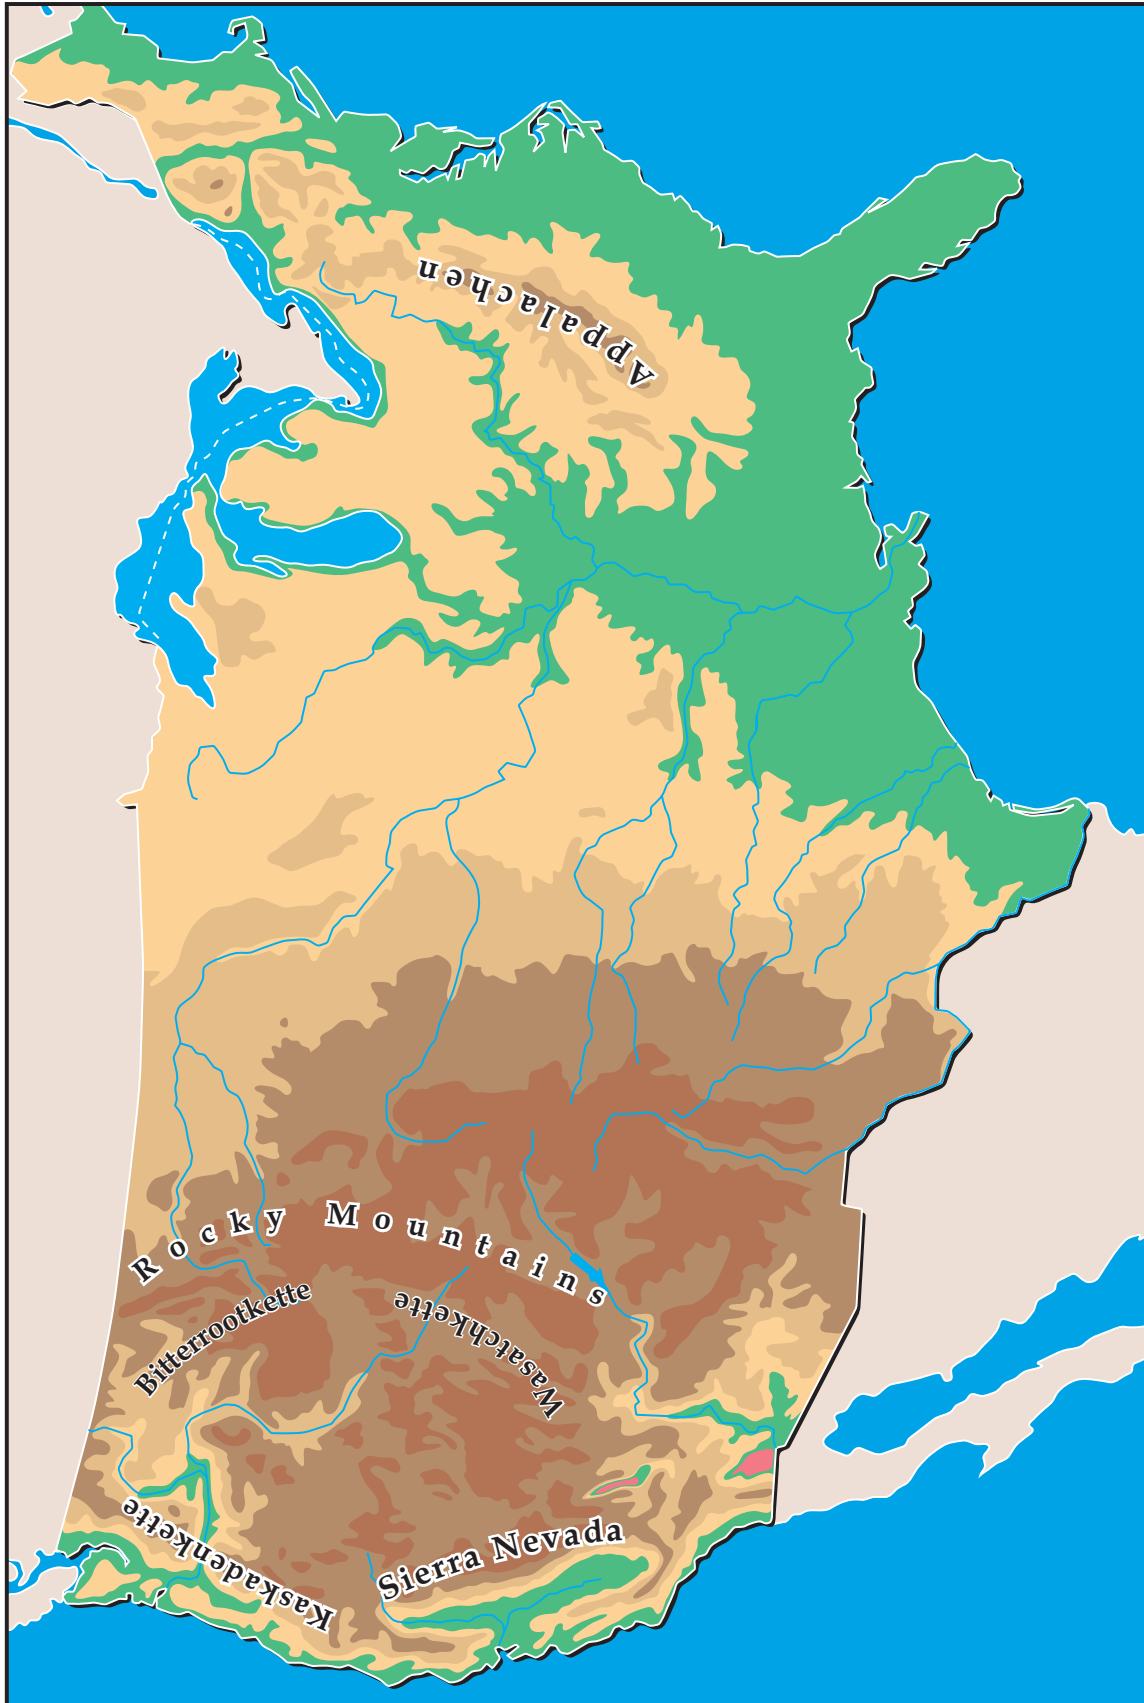 Appalachen
Rocky Mountains
Bitterrootkette
Wasatchkette
Kaskadenkette
Sierra Nevada